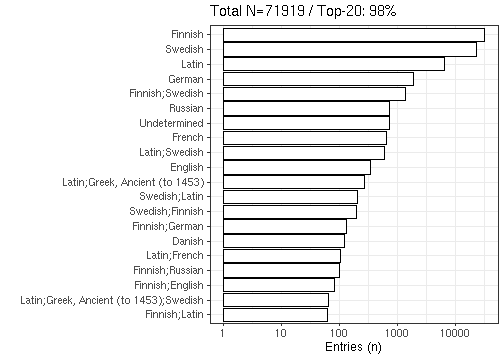 Total N=71919 / Top-20: 98%
Finnish
Swedish
Latin
German
Finnish;Swedish
Russian
Undetermined
French
Latin;Swedish
English
Latin;Greek, Ancient (to 1453)
Swedish;Latin
Swedish;Finnish
Finnish;German
Danish
Latin;French
Finnish;Russian
Finnish;English
Latin;Greek, Ancient (to 1453);Swedish
Finnish;Latin
1 10 100 1000 10000
Entries (n)